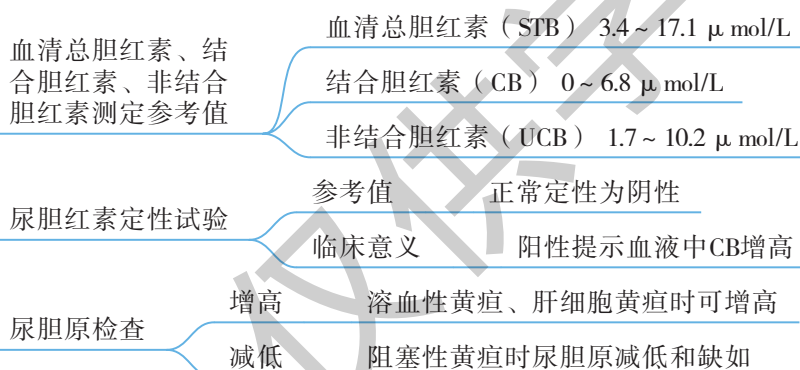 血清总胆红素、结
合胆红素、非结合
胆红素测定参考值
血清总胆红素（STB） 3.4~17.1 μ mol/L
结合胆红素（CB） 0~6.8 μ mol/L
非结合胆红素（UCB） 1.7~10.2 μ mol/L
尿胆红素定性试验
参考值 正常定性为阴性
临床意义 阳性提示血液中CB增高
尿胆原检查
增高 溶血性黄疸、肝细胞黄疸时可增高
减低 阻塞性黄疸时尿胆原减低和缺如
仅供学